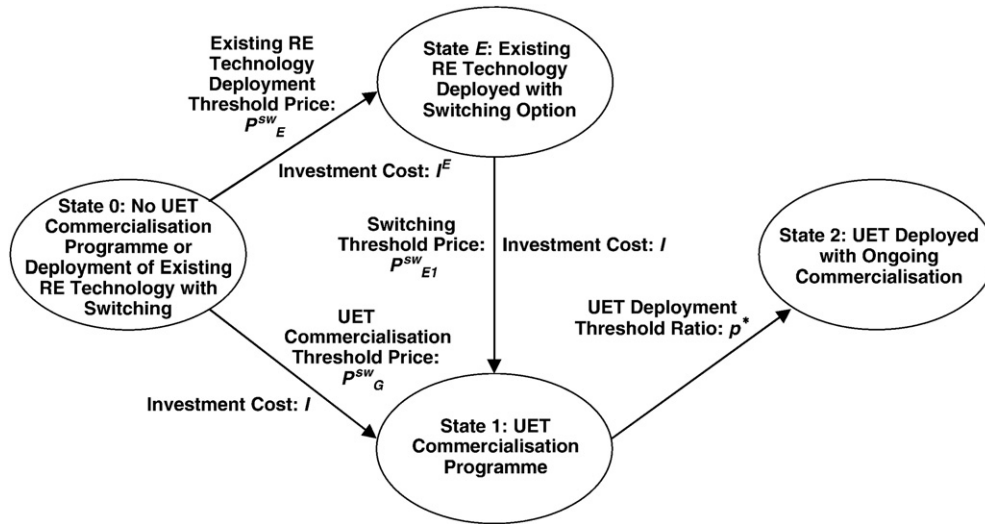 Existing RE
Technology
Deployment
Threshold Price:
P^sw_E
State E: Existing
RE Technology
Deployed with
Switching Option
Investment Cost: I^E
State 0: No UET
Commercialisation
Programme or
Deployment of Existing
RE Technology with
Switching
Switching
Threshold Price:
P^sw_E1
Investment Cost: I
State 2: UET Deployed
with Ongoing
Commercialisation
UET Deployment
Threshold Ratio: p*
UET
Commercialisation
Threshold Price:
P^sw_G
Investment Cost: I
State 1: UET
Commercialisation
Programme